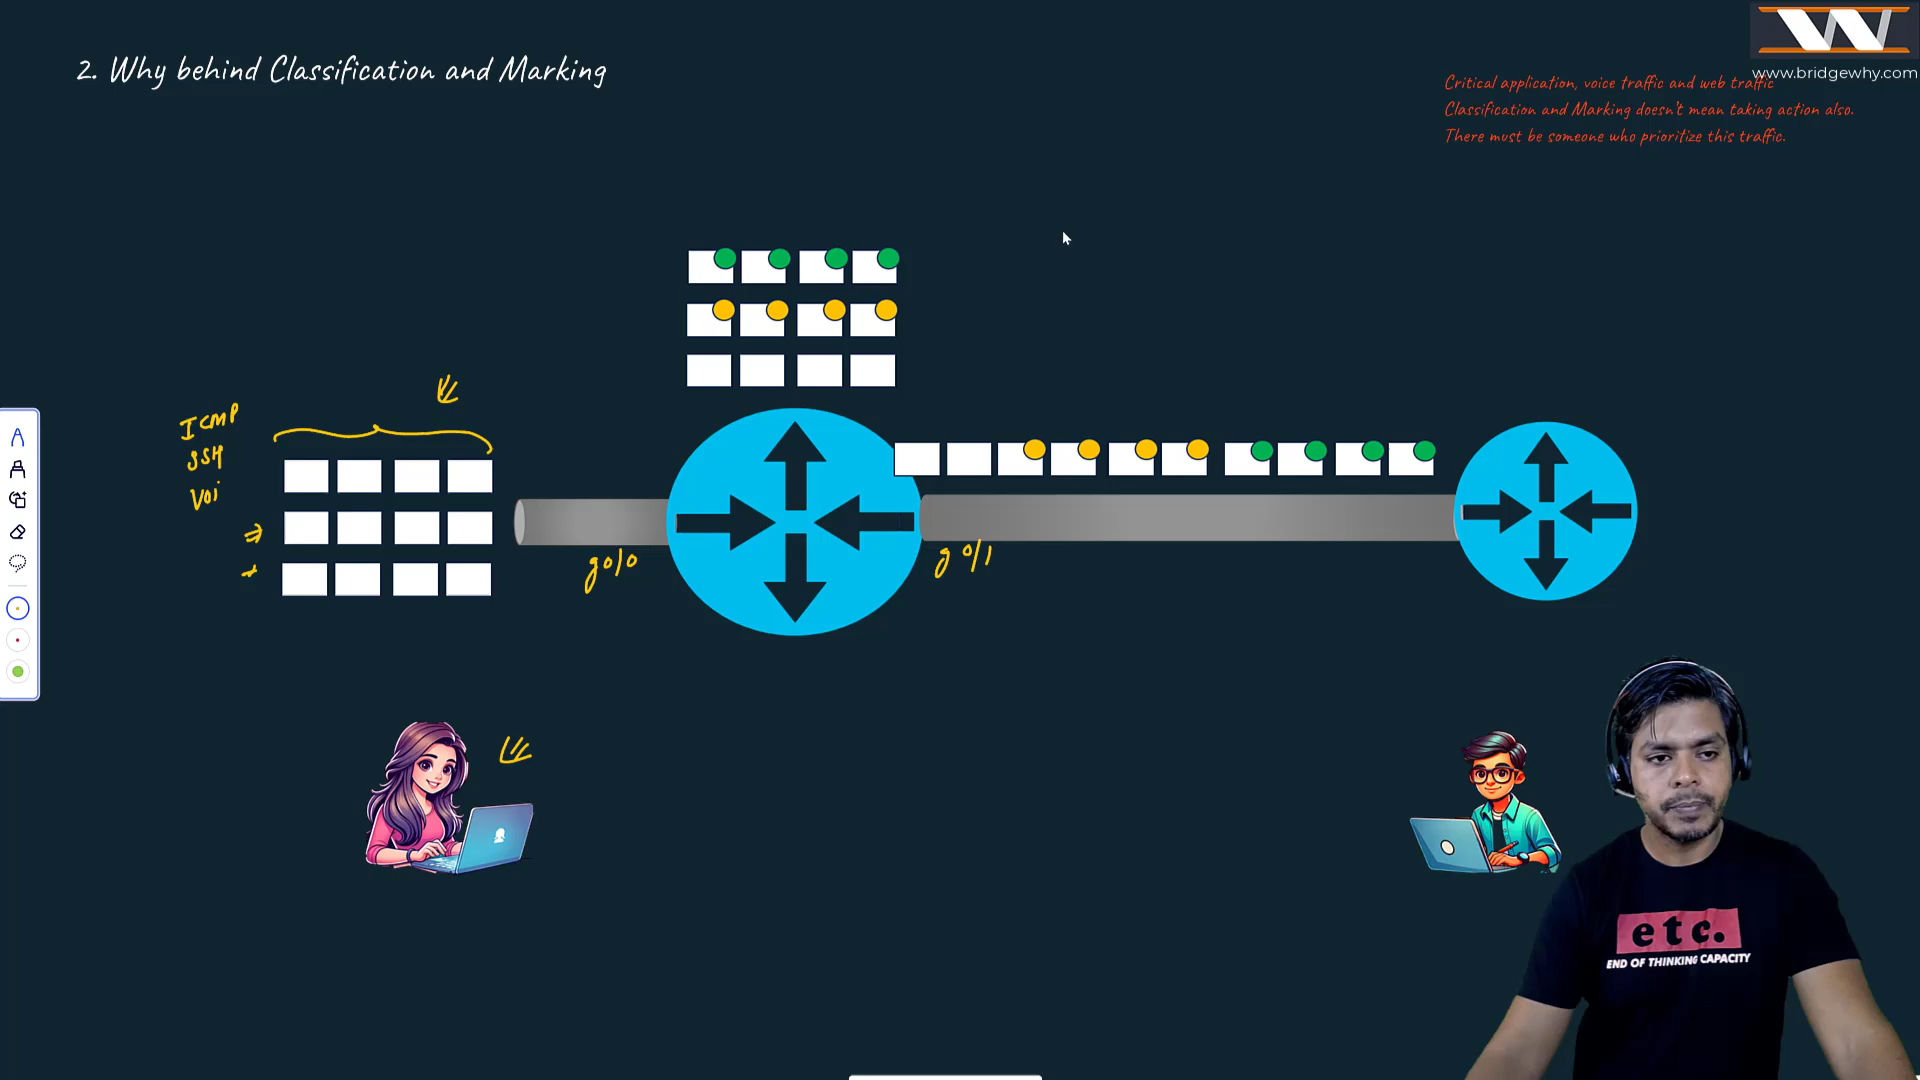 2. Why behind Classification and Marking
www.bridgewhy.com
Critical application, voice traffic and web traffic
Classification and Marking doesn't mean taking action also.
There must be someone who prioritize this traffic.
ICMP
SSH
Voi
g0/0
g0/1
etc.
END OF THINKING CAPACITY